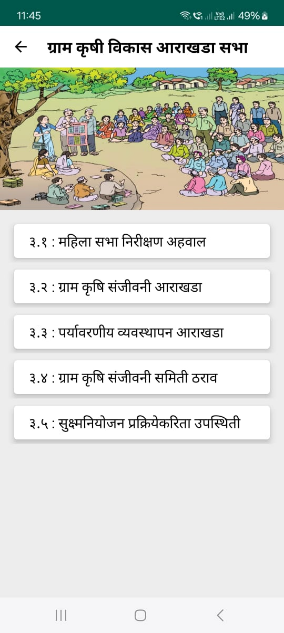 11:45
49%
ग्राम कृषी विकास आराखडा सभा
३.१ : महिला सभा निरीक्षण अहवाल
३.२ : ग्राम कृषि संजीवनी आराखडा
३.३ : पर्यावरणीय व्यवस्थापन आराखडा
३.४ : ग्राम कृषि संजीवनी समिती ठराव
३.५ : सुक्ष्मनियोजन प्रक्रियेकरिता उपस्थिती